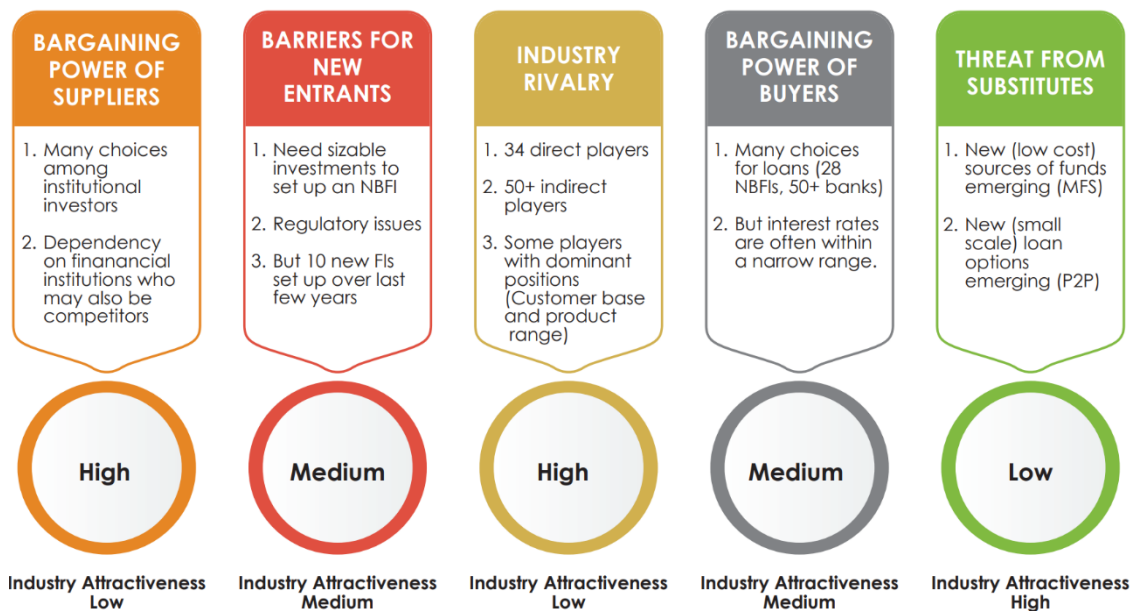 BARGAINING
POWER OF
SUPPLIERS
1. Many choices
among
institutional
investors
2. Dependency
on finanancial
institutions who
may also be
competitors
High
Industry Attractiveness
Low
BARRIERS FOR
NEW
ENTRANTS
1. Need sizable
investments to
set up an NBFI
2. Regulatory issues
3. But 10 new FIs
set up over last
few years
Medium
Industry Attractiveness
Medium
INDUSTRY
RIVALRY
1. 34 direct players
2. 50+ indirect
players
3. Some players
with dominant
positions
(Customer base
and product
range)
High
Industry Attractiveness
Low
BARGAINING
POWER OF
BUYERS
1. Many choices
for loans (28
NBFIs, 50+ banks)
2. But interest rates
are often within
a narrow range.
Medium
Industry Attractiveness
Medium
THREAT FROM
SUBSTITUTES
1. New (low cost)
sources of funds
emerging (MFS)
2. New (small
scale) loan
options
emerging (P2P)
Low
Industry Attractiveness
High